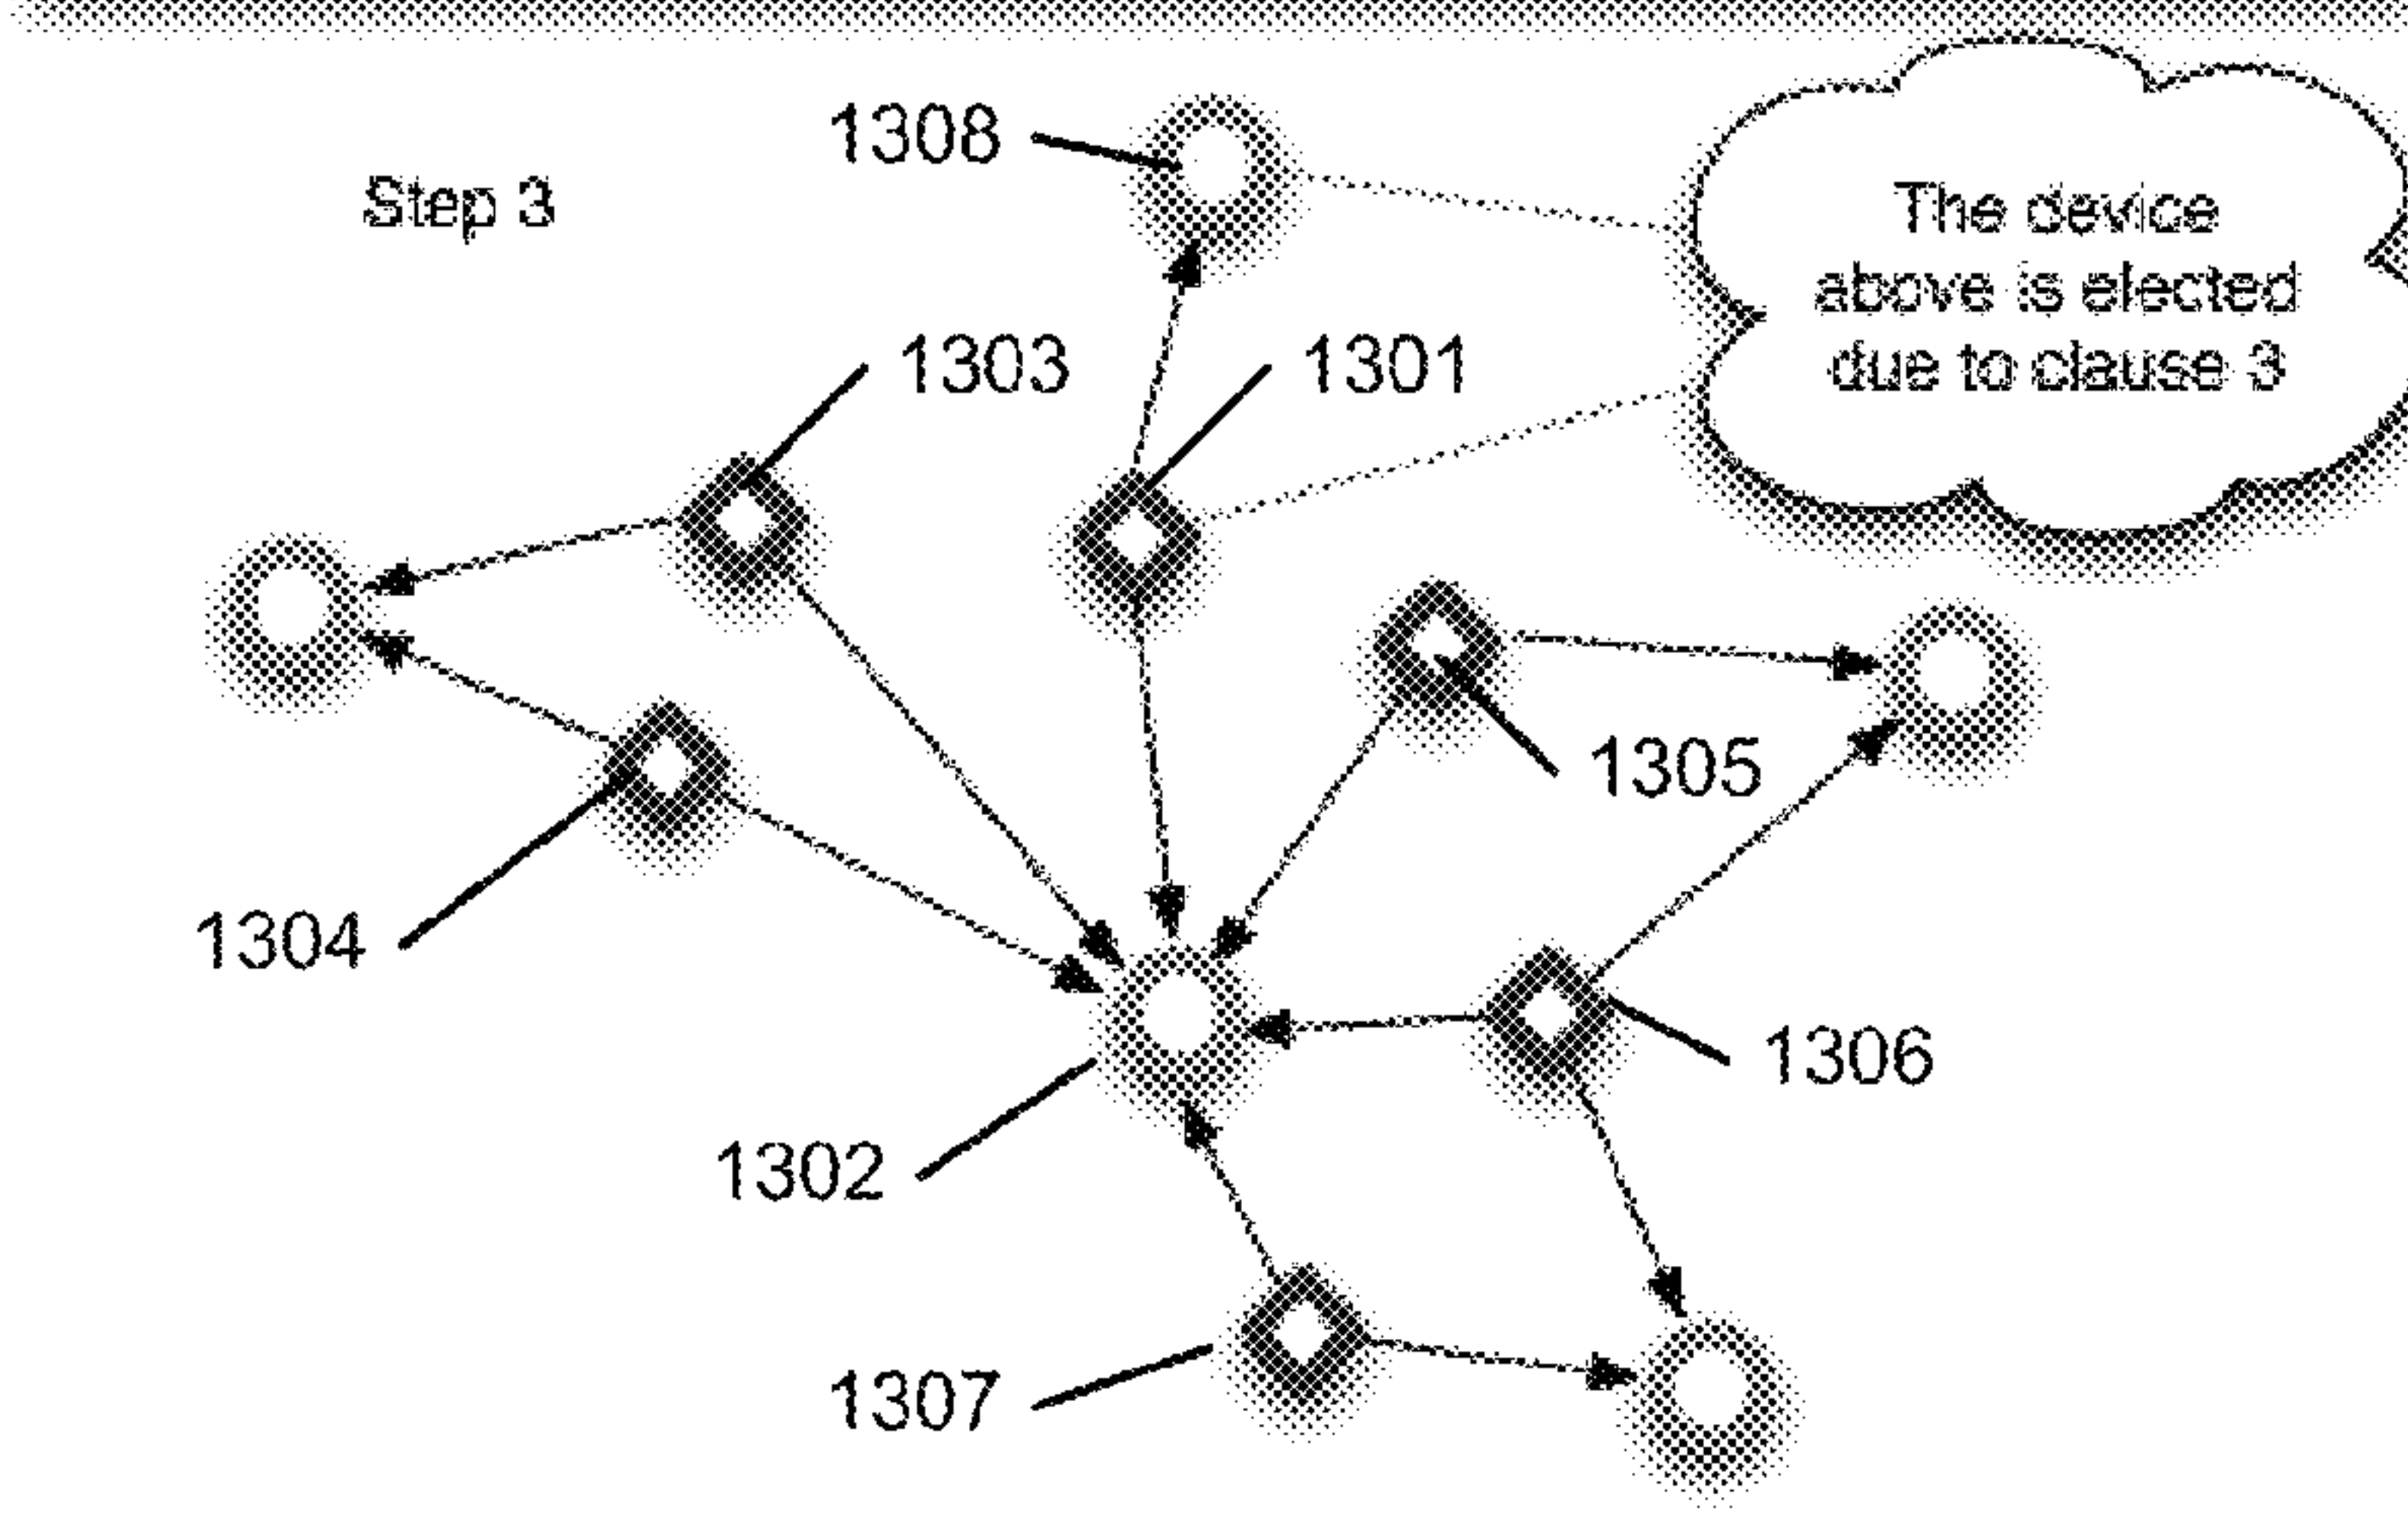 1308
Step 3
The device
above is elected
due to clause 3
1303
1301
1305
1304
1306
1302
1307